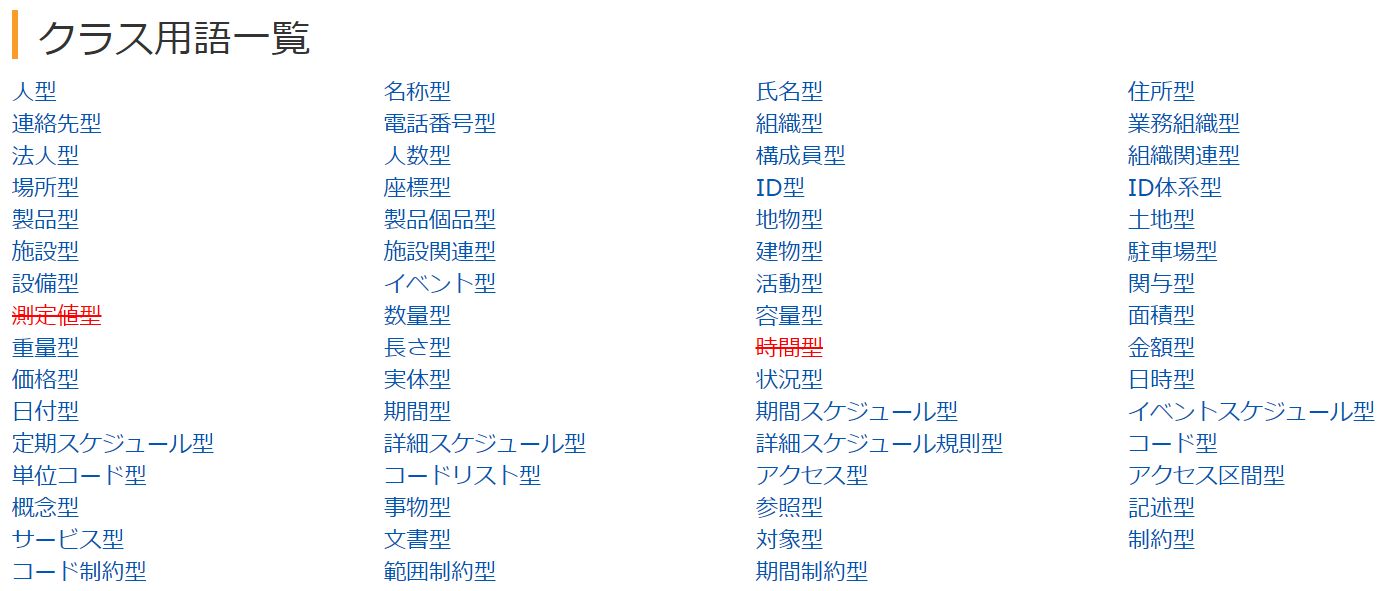 クラス用語一覧
人型 名称型 氏名型 住所型
連絡先型 電話番号型 組織型 業務組織型
法人型 人数型 構成員型 組織関連型
場所型 座標型 ID型 ID体系型
製品型 製品個品型 地物型 土地型
施設型 施設関連型 建物型 駐車場型
設備型 イベント型 活動型 関与型
測定値型 数量型 容量型 面積型
重量型 長さ型 時間型 金額型
価格型 実体型 状況型 日時型
日付型 期間型 期間スケジュール型 イベントスケジュール型
定期スケジュール型 詳細スケジュール型 詳細スケジュール規則型 コード型
単位コード型 コードリスト型 アクセス型 アクセス区間型
概念型 事物型 参照型 記述型
サービス型 文書型 対象型 制約型
コード制約型 範囲制約型 期間制約型